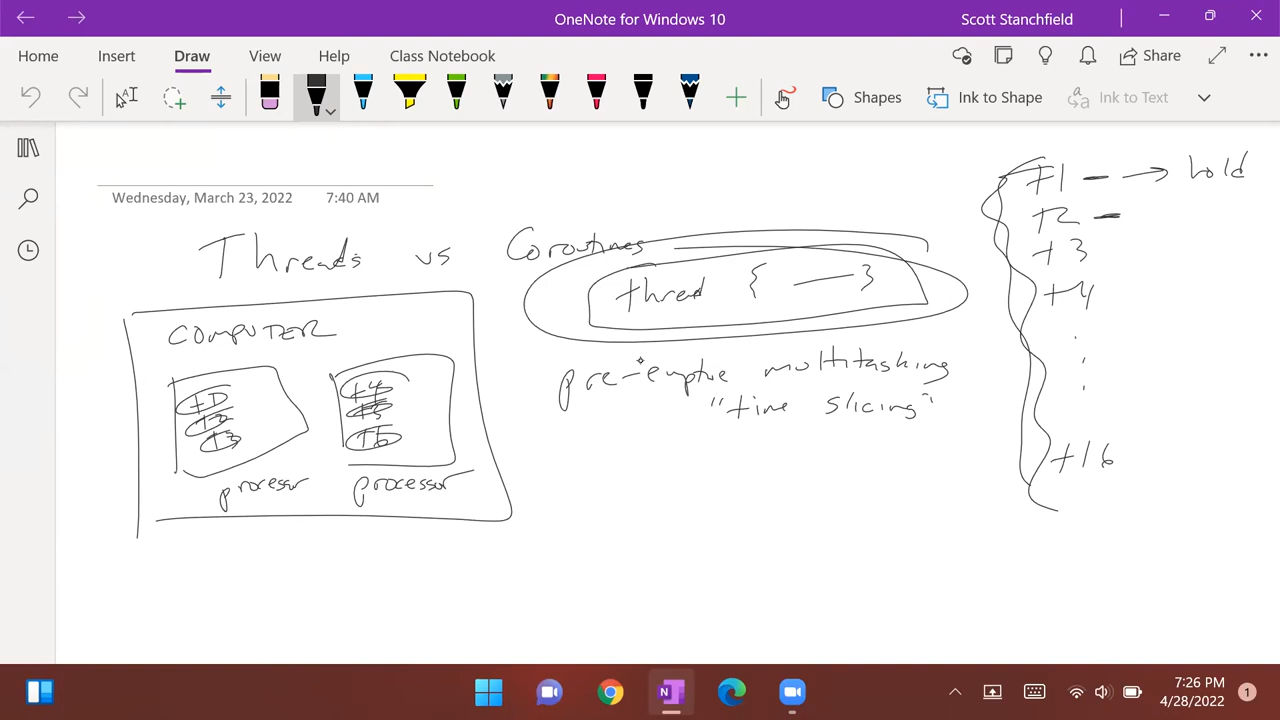 OneNote for Windows 10
Scott Stanchfield
Home
Insert
Draw
View
Help
Class Notebook
Share
Shapes
Ink to Shape
Ink to Text
Wednesday, March 23, 2022
7:40 AM
Threads vs Coroutines
thread { — }
COMPUTER
t1
t2
t3
t4
t5
t6
processor
processor
pre-emptive multitasking
"time slicing"
t1 - → hold
t2 -
t3
t4
t16
7:26 PM
4/28/2022
1